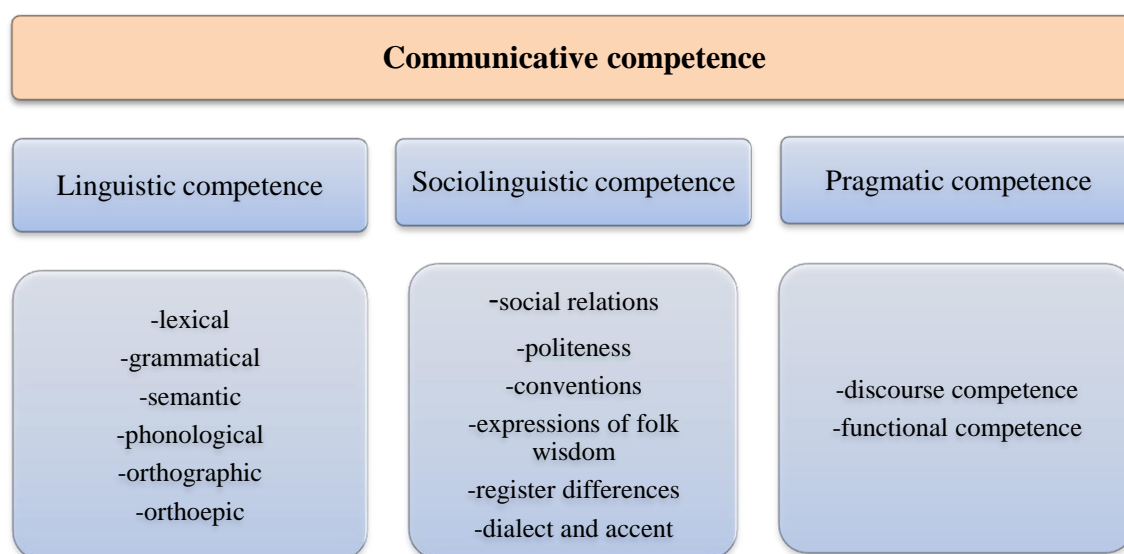 Communicative competence
Linguistic competence
Sociolinguistic competence
Pragmatic competence
-lexical
-grammatical
-semantic
-phonological
-orthographic
-orthoepic
-social relations
-politeness
-conventions
-expressions of folk
wisdom
-register differences
-dialect and accent
-discourse competence
-functional competence